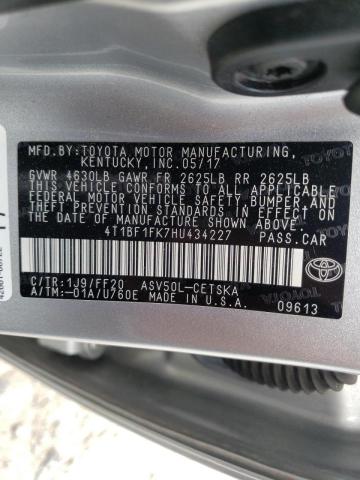 MFD.BY:TOYOTA MOTOR MANUFACTURING,
KENTUCKY, INC. 05/17
GVWR 4630LB GAWR FR 2625LB RR 2625LB
THIS VEHICLE CONFORMS TO ALL APPLICABLE
FEDERAL MOTOR VEHICLE SAFETY, BUMPER, AND
THEFT PREVENTION STANDARDS IN EFFECT ON
THE DATE OF MANUFACTURE SHOWN ABOVE.
4T1BF1FK7HU434227 PASS.CAR
C/TR:1J9/FF20 ASV50L-CETSKA
A/TM:-01A/U760E MADE IN U.S.A.
TOYOTA
09613